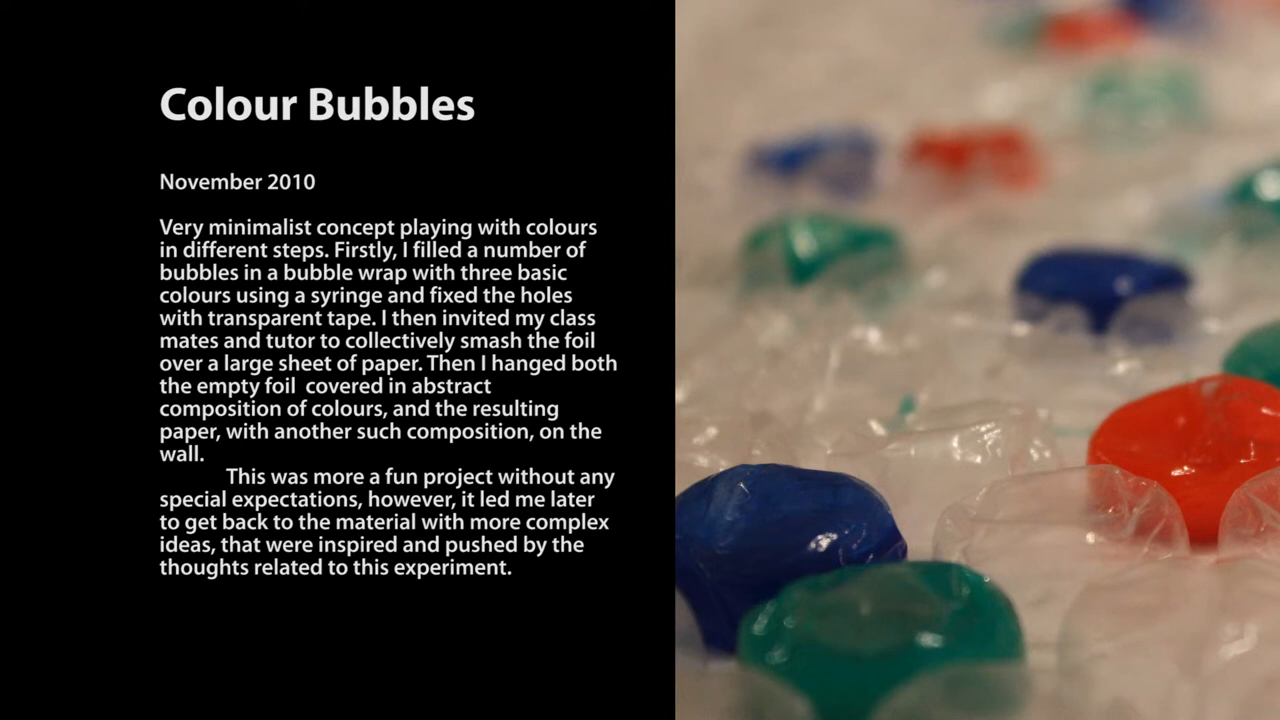 Colour Bubbles
November 2010
Very minimalist concept playing with colours
in different steps. Firstly, I filled a number of
bubbles in a bubble wrap with three basic
colours using a syringe and fixed the holes
with transparent tape. I then invited my class
mates and tutor to collectively smash the foil
over a large sheet of paper. Then I hanged both
the empty foil  covered in abstract
composition of colours, and the resulting
paper, with another such composition, on the
wall.
This was more a fun project without any
special expectations, however, it led me later
to get back to the material with more complex
ideas, that were inspired and pushed by the
thoughts related to this experiment.